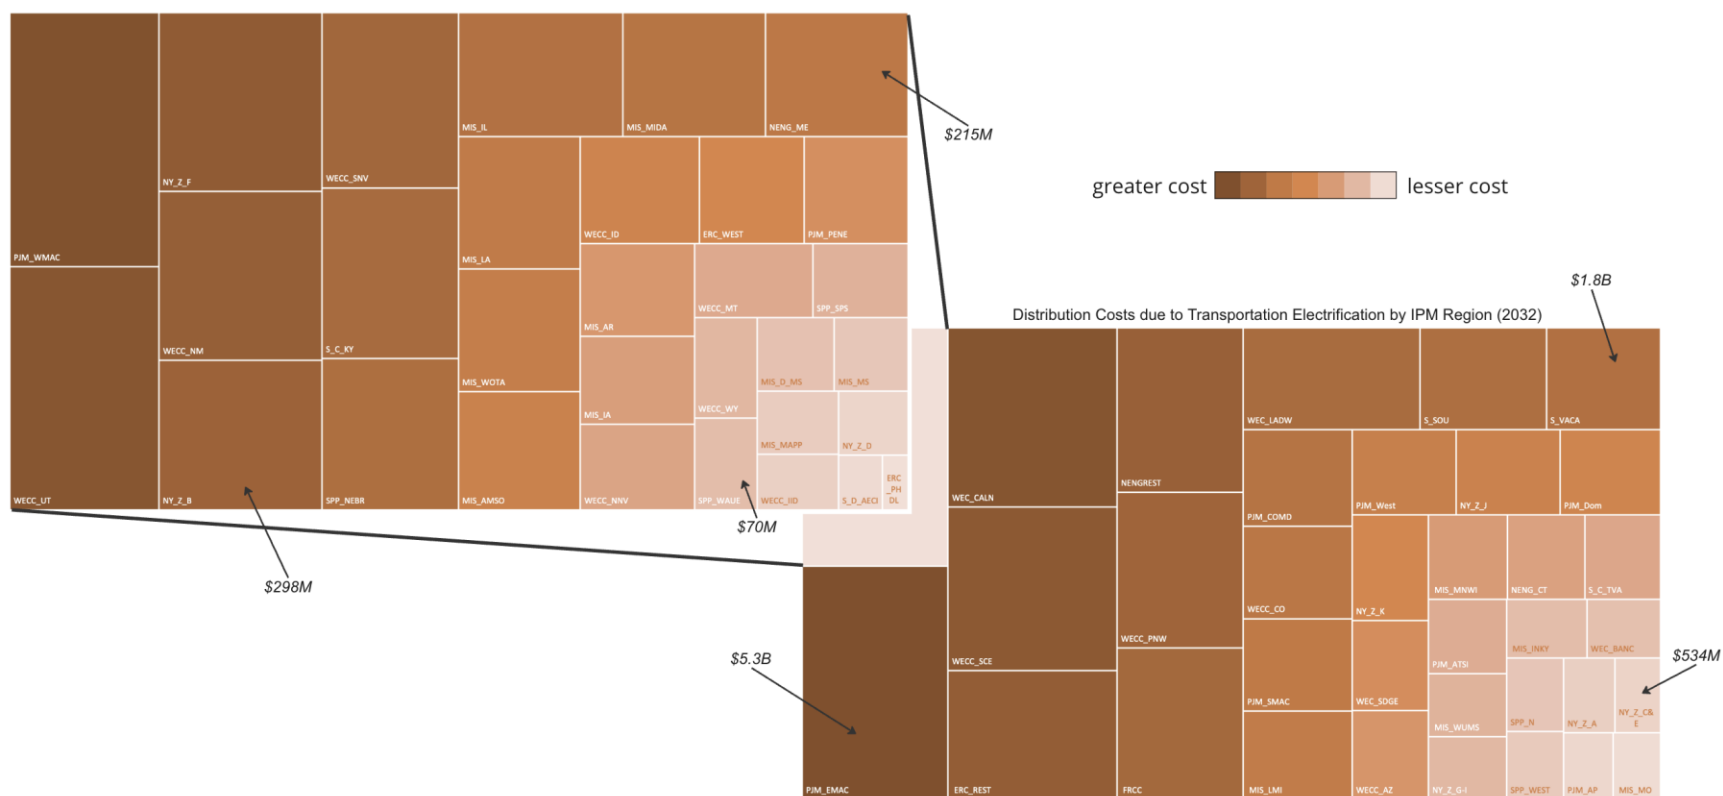 MIS_IL
MIS_MIDA
NENG_ME
$215M
NY_Z_F
WECC_SNV
greater cost
lesser cost
WECC_ID
ERC_WEST
PJM_PENE
PJM_WMAC
MIS_LA
$1.8B
WECC_MT
SPP_SPS
Distribution Costs due to Transportation Electrification by IPM Region (2032)
MIS_AR
WECC_NM
S_C_KY
MIS_WOTA
MIS_D_MS
MIS_MS
WECC_WY
MIS_IA
WEC_LADW
S_SOU
S_VACA
MIS_MAPP
NY_Z_D
ERC
_PH
DL
WECC_UT
NY_Z_B
SPP_NEBR
MIS_AMSO
WECC_NNV
SPP_WAUE
WECC_IID
S_D_AECI
$70M
$298M
NENGREST
WEC_CALN
PJM_COMD
PJM_West
NY_Z_J
PJM_Dom
MIS_MNWI
NENG_CT
S_C_TVA
WECC_CO
NY_Z_K
WECC_PNW
MIS_INKY
WEC_BANC
$5.3B
WECC_SCE
PJM_ATSI
$534M
PJM_SMAC
WEC_SDGE
NY_Z_C&
E
SPP_N
NY_Z_A
MIS_WUMS
PJM_EMAC
ERC_REST
FRCC
MIS_LMI
WECC_AZ
NY_Z_G-I
SPP_WEST
PJM_AP
MIS_MO